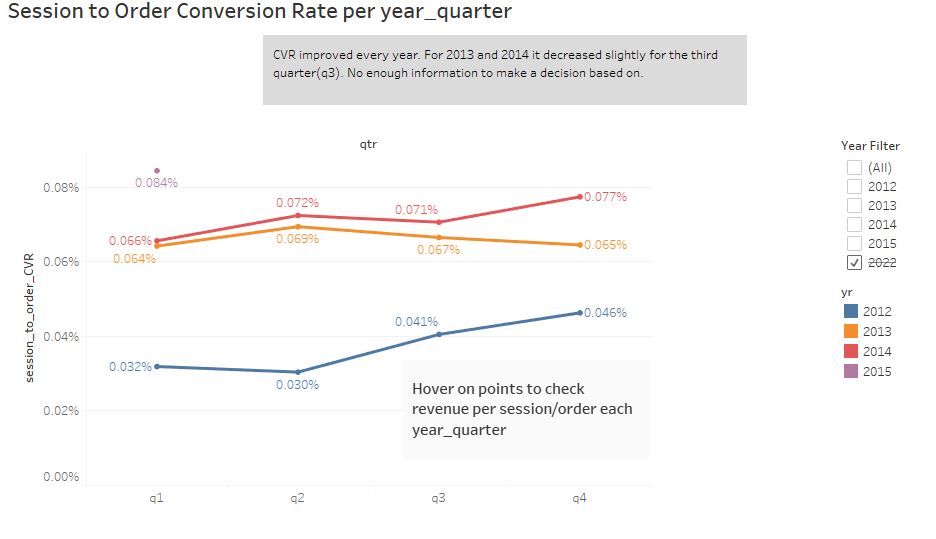 Session to Order Conversion Rate per year_quarter
CVR improved every year. For 2013 and 2014 it decreased slightly for the third
quarter(q3). No enough information to make a decision based on.
qtr
session_to_order_CVR
0.08%
0.06%
0.04%
0.02%
0.00%
0.084%
0.066%
0.072%
0.071%
0.077%
0.064%
0.069%
0.067%
0.065%
0.032%
0.030%
0.041%
0.046%
Hover on points to check
revenue per session/order each
year_quarter
q1
q2
q3
q4
Year Filter
(All)
2012
2013
2014
2015
2022
yr
2012
2013
2014
2015